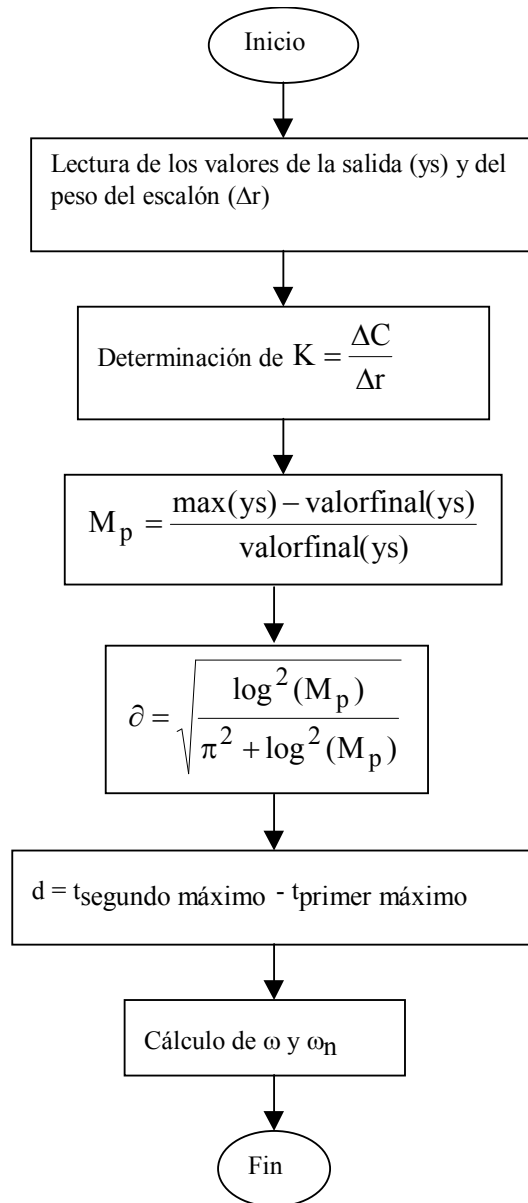 Inicio
Lectura de los valores de la salida (ys) y del
peso del escalón (Δr)
Determinación de K = ΔC / Δr
M_p = (max(ys) − valorfinal(ys)) / valorfinal(ys)
∂ = √(log²(M_p) / (π² + log²(M_p)))
d = t_segundo máximo - t_primer máximo
Cálculo de ω y ω_n
Fin